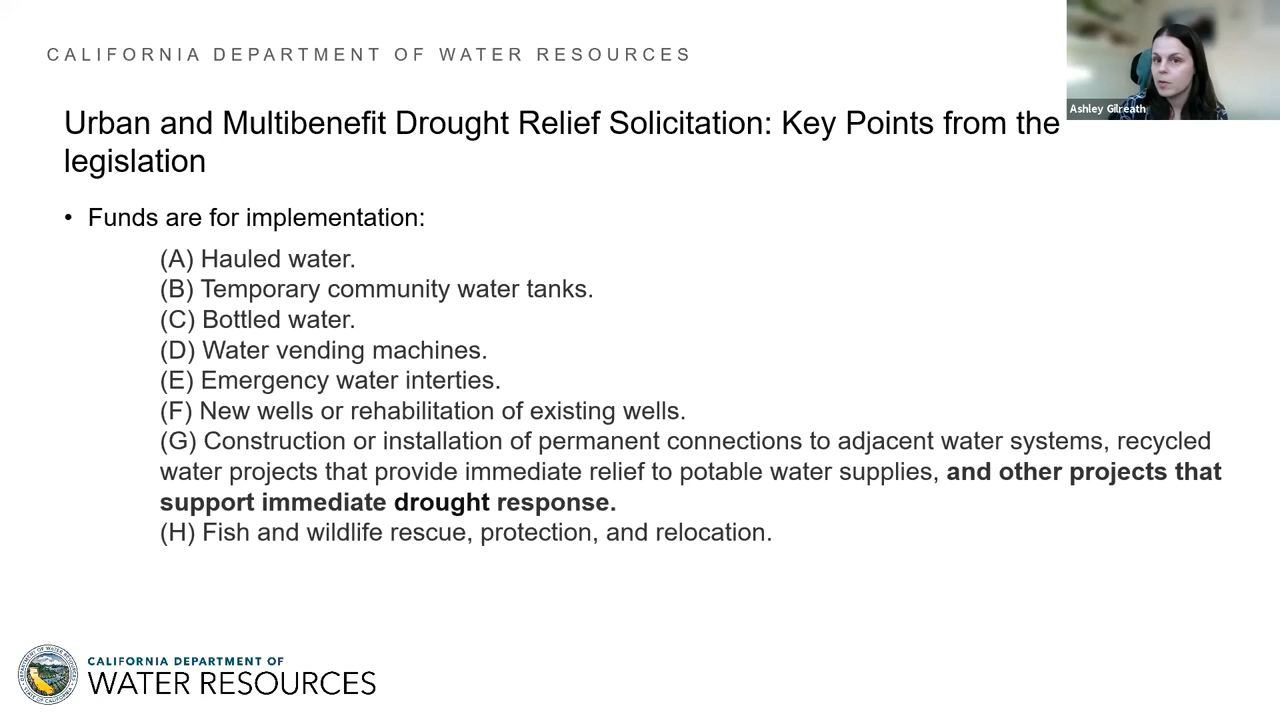 CALIFORNIA DEPARTMENT OF WATER RESOURCES
Ashley Gilreath
Urban and Multibenefit Drought Relief Solicitation: Key Points from the
legislation
• Funds are for implementation:
(A) Hauled water.
(B) Temporary community water tanks.
(C) Bottled water.
(D) Water vending machines.
(E) Emergency water interties.
(F) New wells or rehabilitation of existing wells.
(G) Construction or installation of permanent connections to adjacent water systems, recycled
water projects that provide immediate relief to potable water supplies, and other projects that
support immediate drought response.
(H) Fish and wildlife rescue, protection, and relocation.
CALIFORNIA DEPARTMENT OF
WATER RESOURCES